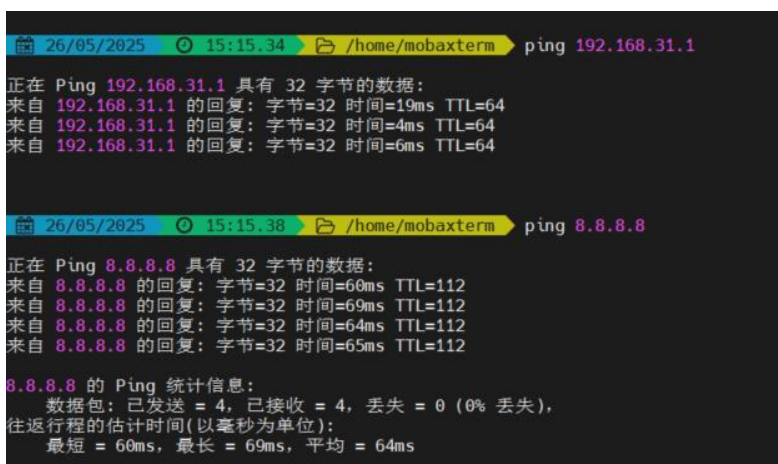 26/05/2025 15:15.34 /home/mobaxterm ping 192.168.31.1
正在 Ping 192.168.31.1 具有 32 字节的数据:
来自 192.168.31.1 的回复: 字节=32 时间=19ms TTL=64
来自 192.168.31.1 的回复: 字节=32 时间=4ms TTL=64
来自 192.168.31.1 的回复: 字节=32 时间=6ms TTL=64
26/05/2025 15:15.38 /home/mobaxterm ping 8.8.8.8
正在 Ping 8.8.8.8 具有 32 字节的数据:
来自 8.8.8.8 的回复: 字节=32 时间=60ms TTL=112
来自 8.8.8.8 的回复: 字节=32 时间=69ms TTL=112
来自 8.8.8.8 的回复: 字节=32 时间=64ms TTL=112
来自 8.8.8.8 的回复: 字节=32 时间=65ms TTL=112
8.8.8.8 的 Ping 统计信息:
数据包: 已发送 = 4, 已接收 = 4, 丢失 = 0 (0% 丢失),
往返行程的估计时间(以毫秒为单位):
最短 = 60ms, 最长 = 69ms, 平均 = 64ms